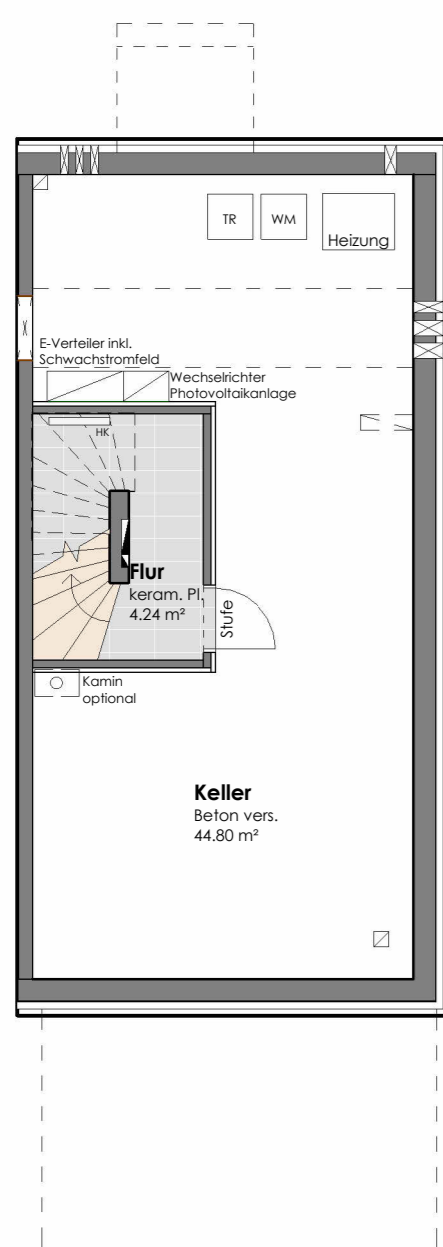 TR
WM
Heizung
E-Verteiler inkl.
Schwachstromfeld
Wechselrichter
Photovoltaikanlage
HK
Flur
keram. Pl.
4.24 m²
Stufe
Kamin
optional
Keller
Beton vers.
44.80 m²